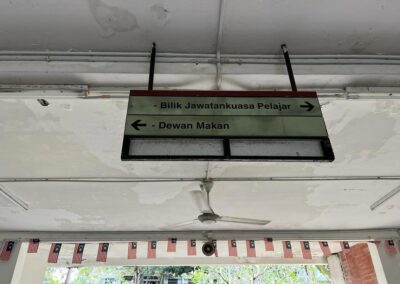 - Bilik Jawatankuasa Pelajar →
← - Dewan Makan